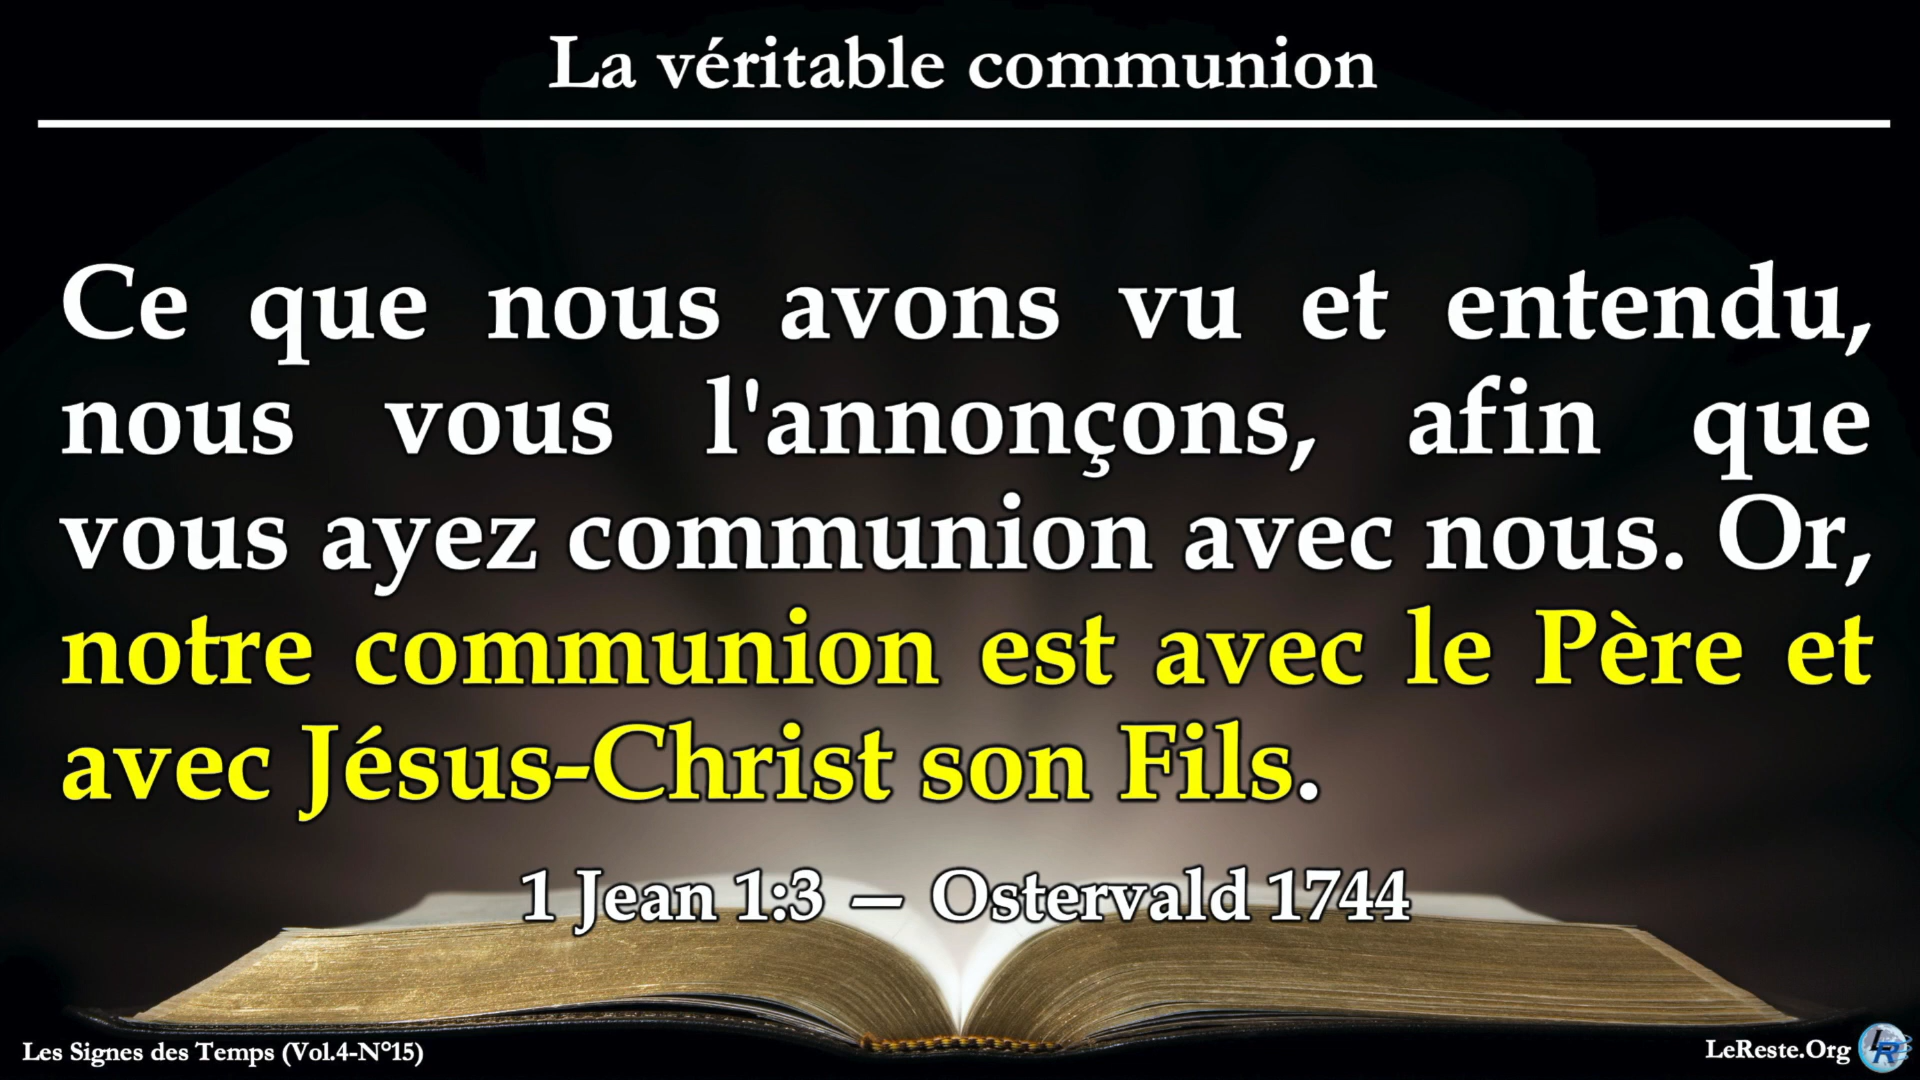 La véritable communion
Ce que nous avons vu et entendu,
nous vous l'annonçons, afin que
vous ayez communion avec nous. Or,
notre communion est avec le Père et
avec Jésus-Christ son Fils.
1 Jean 1:3 — Ostervald 1744
Les Signes des Temps (Vol.4-N°15)
LeReste.Org
LR